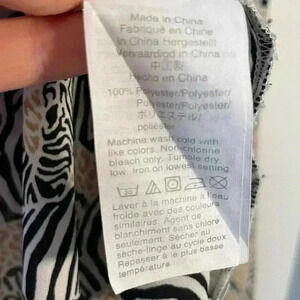 Made in China
Fabriqué en Chine
in China Hergestellt
Vervaardigd in China
中国製
Hecho en China
100% Polyester/Polyester/
Polyester/Polyester/
ポリエステル/
poliéster
Machine wash cold with
like colors. Non-chlorine
bleach only. Tumble dry
low. Iron on lowest setting.
Laver à la machine à l'eau
froide avec des couleurs
similaires. Agent de
blanchiment sans chlore
seulement. Sécher au
sèche-linge au cycle doux.
Repasser à le plus basse
température.